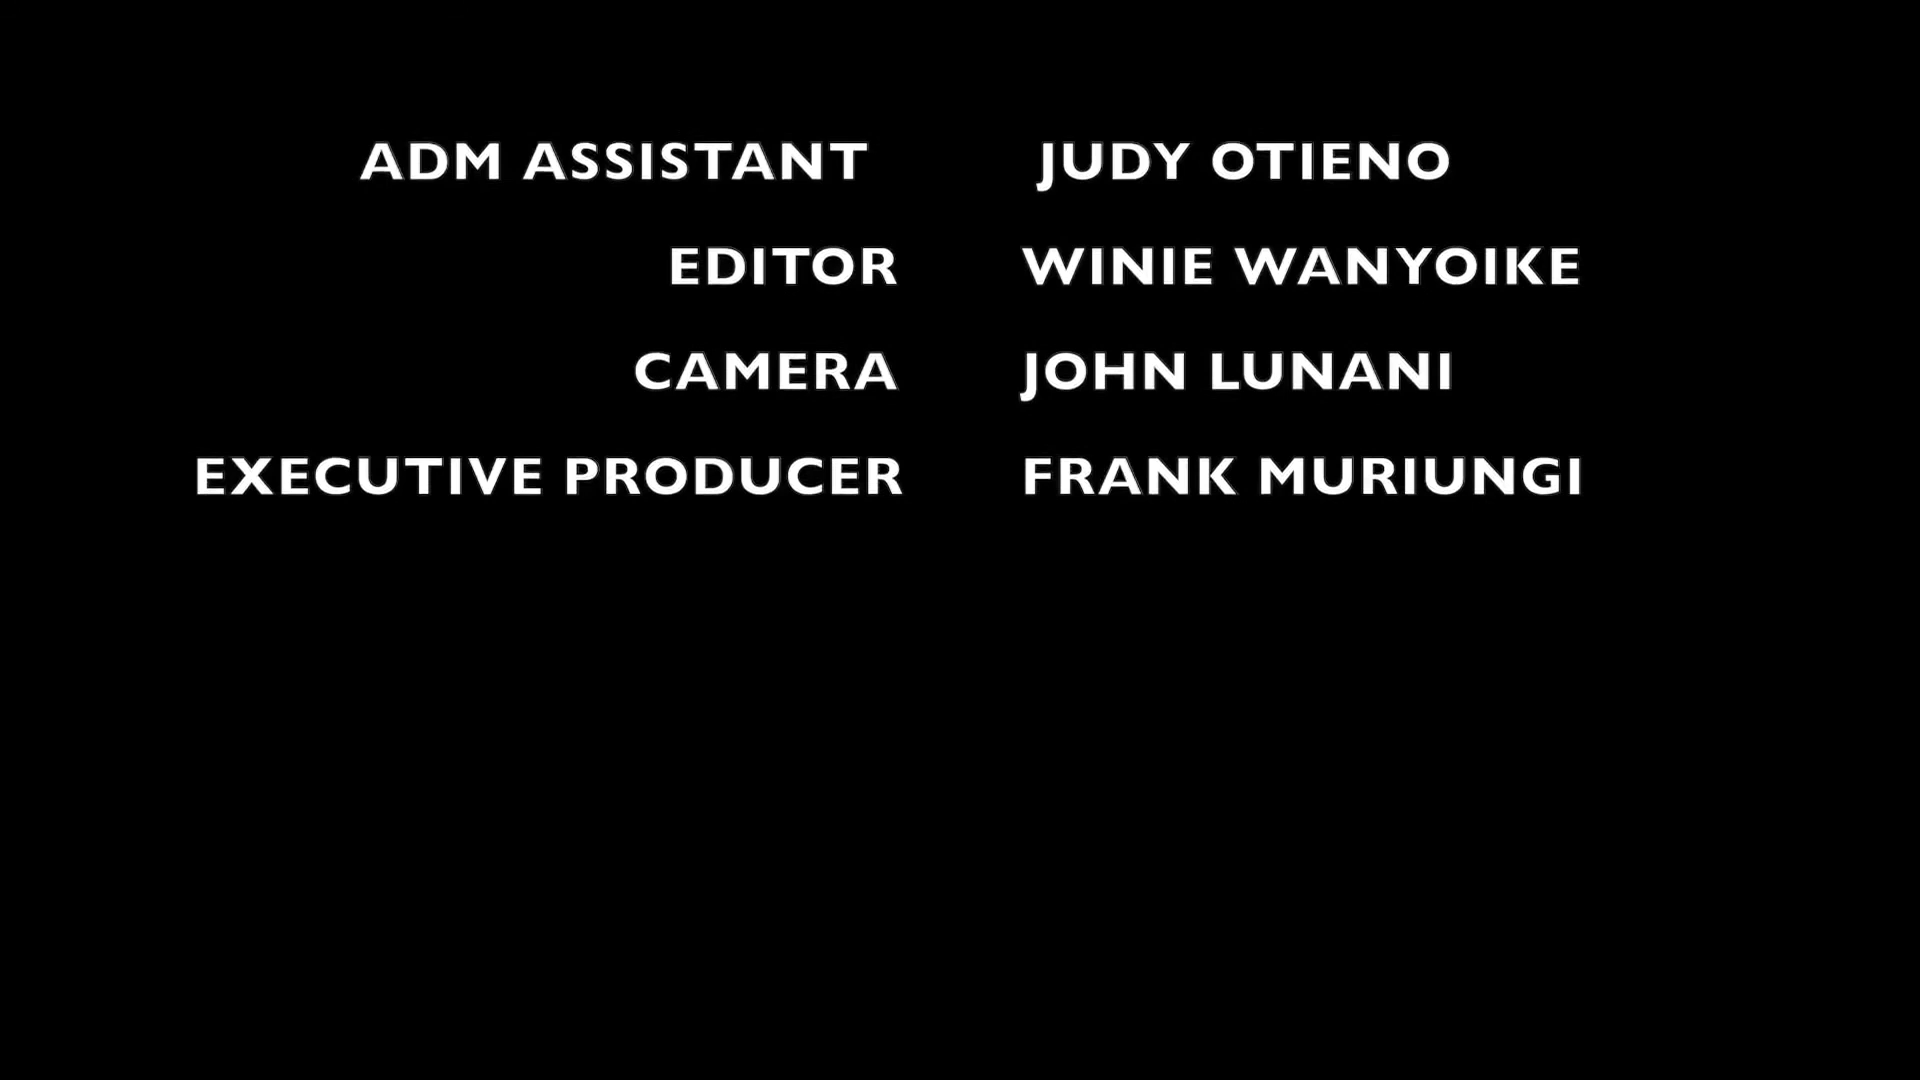 ADM ASSISTANT JUDY OTIENO
EDITOR WINIE WANYOIKE
CAMERA JOHN LUNANI
EXECUTIVE PRODUCER FRANK MURIUNGI